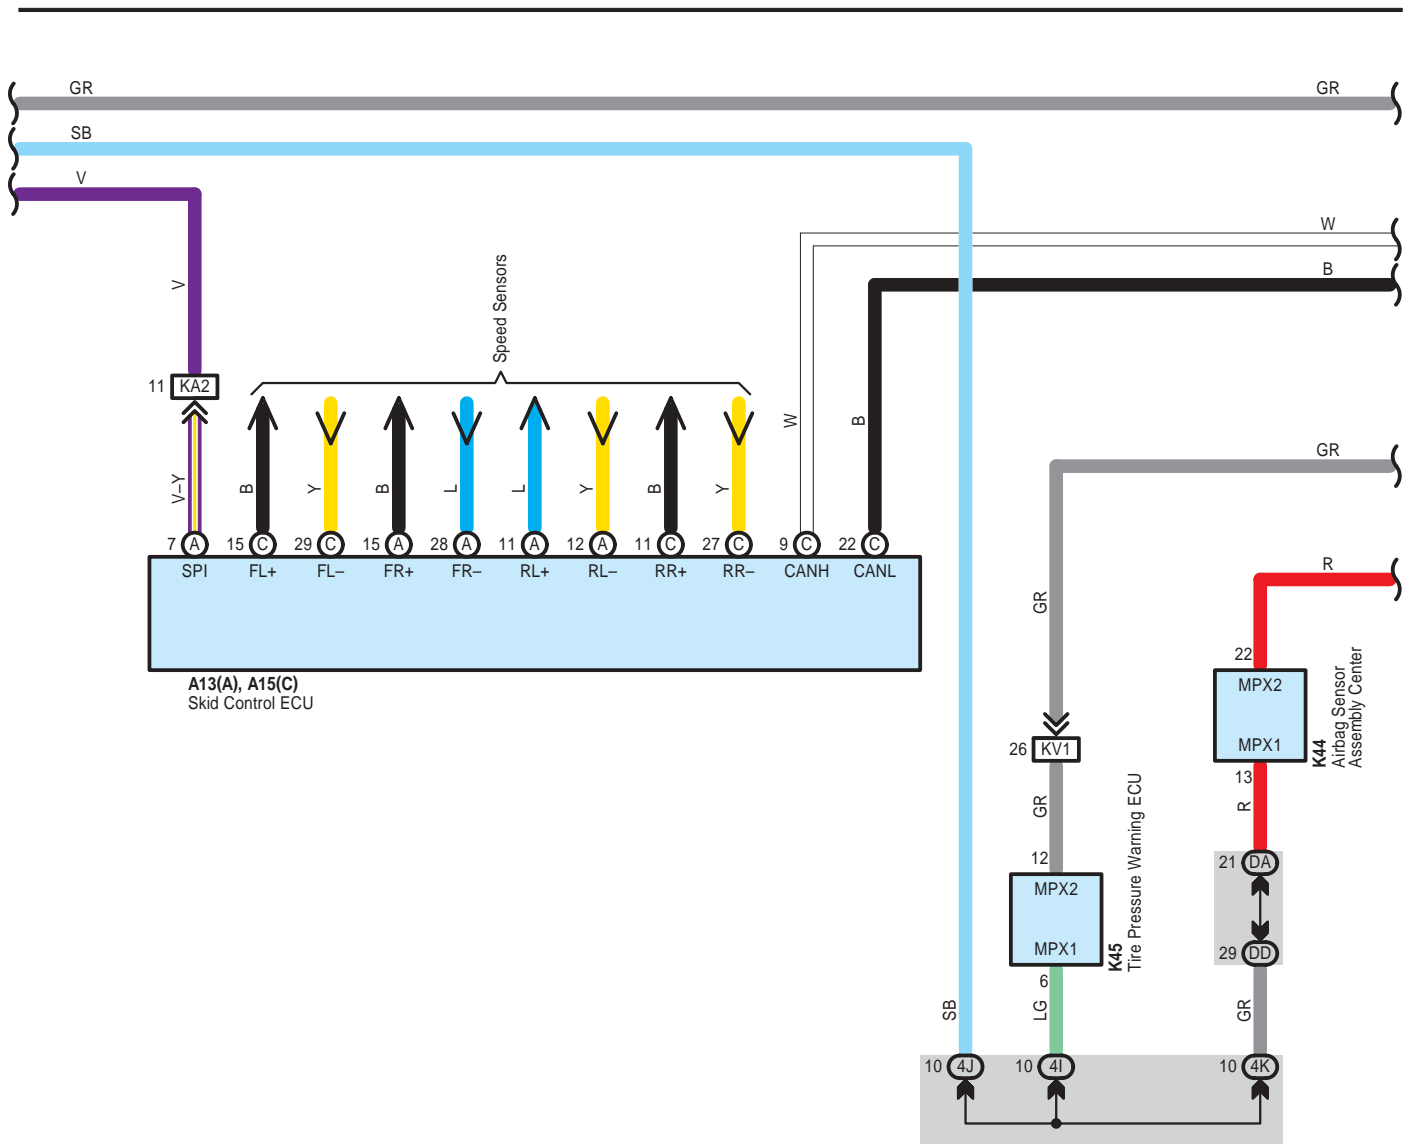 GR
GR
SB
V
W
B
V
Speed Sensors
11 KA2
W
B
GR
V–Y
B
Y
B
L
L
Y
B
Y
7 A
15 C
29 C
15 A
28 A
11 A
12 A
11 C
27 C
9 C
22 C
SPI
FL+
FL–
FR+
FR–
RL+
RL–
RR+
RR–
CANH
CANL
R
GR
22
A13(A), A15(C)
Skid Control ECU
MPX2
MPX1
K44
Airbag Sensor
Assembly Center
26 KV1
13
GR
R
12
21 DA
MPX2
MPX1
K45
Tire Pressure Warning ECU
29 DD
6
SB
LG
GR
10 4J
10 4I
10 4K